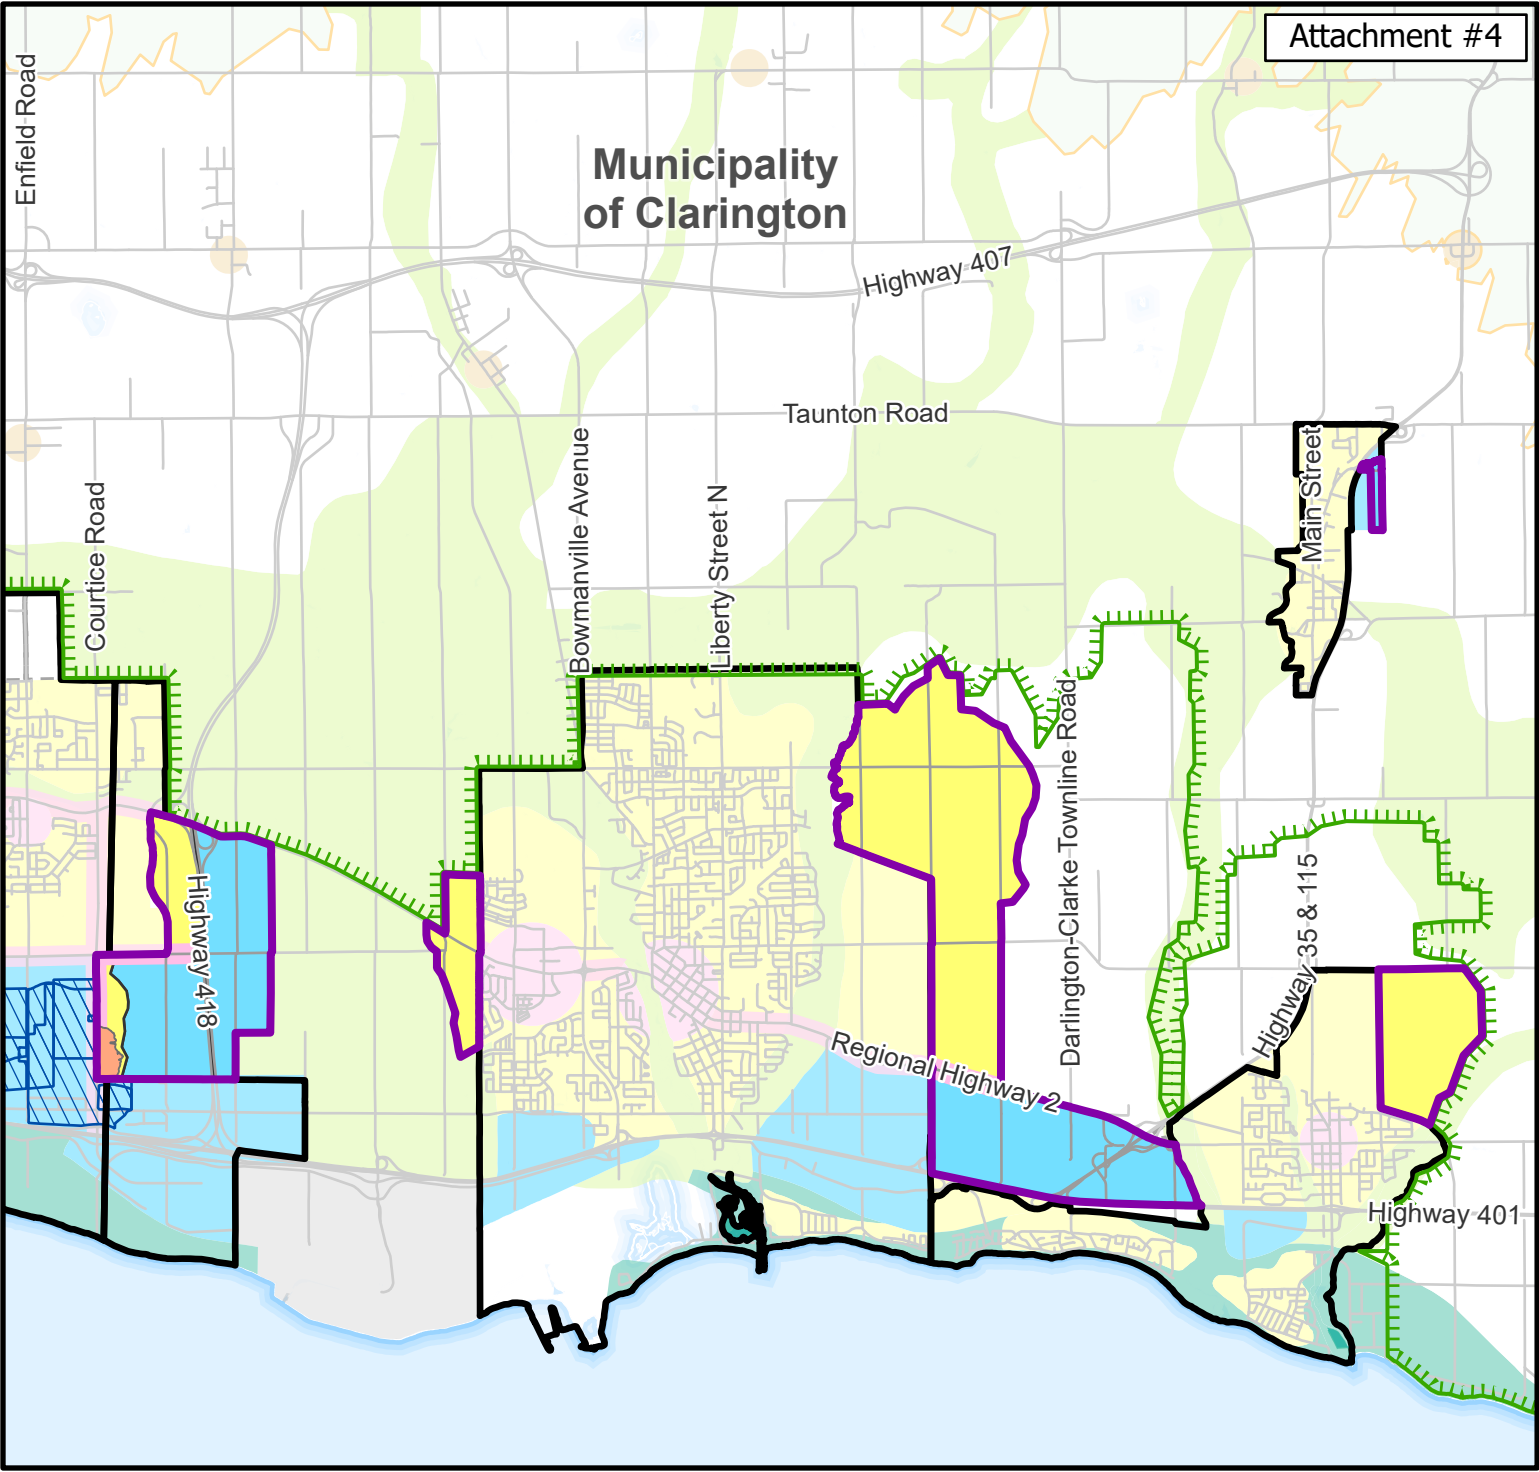 Attachment #4
Enfield Road
Municipality
of Clarington
Highway 407
Taunton Road
Bowmanville Avenue
Main Street
Courtice Road
Liberty Street N
Darlington-Clarke Townline Road
Highway 35 & 115
Highway 418
Regional Highway 2
Highway 401